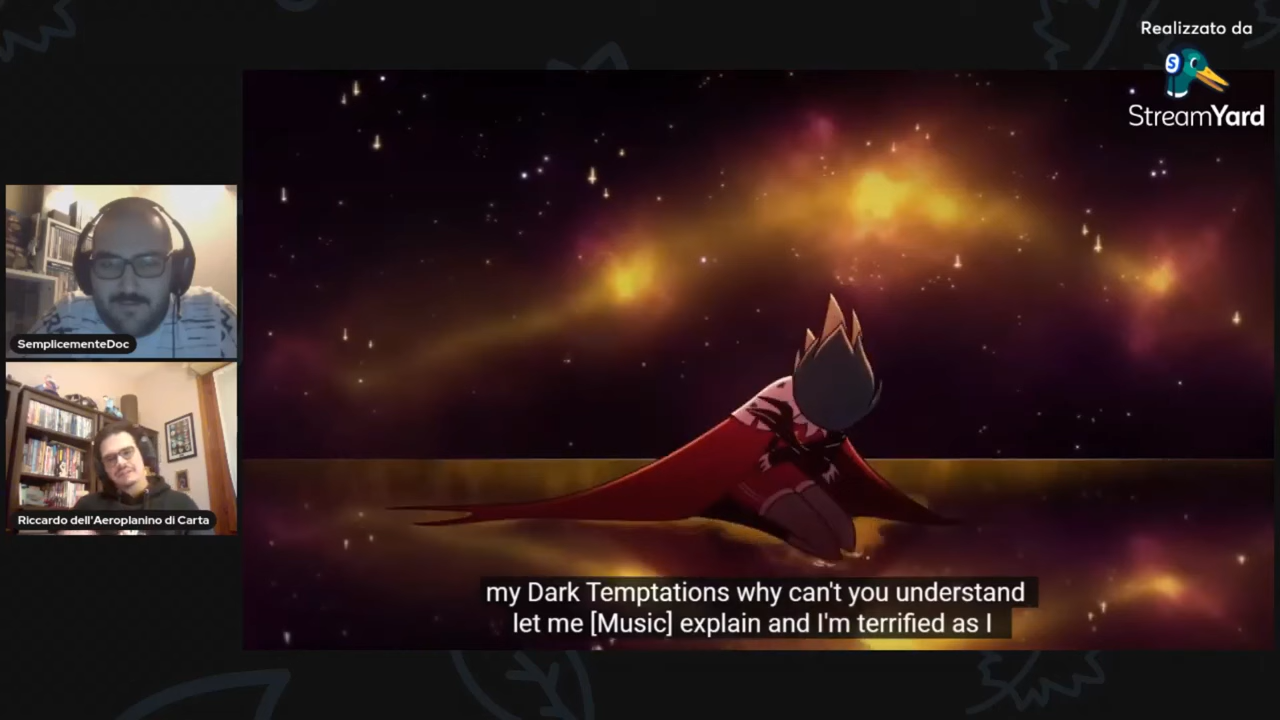 Realizzato da
S
StreamYard
SemplicementeDoc
Riccardo dell'Aeroplanino di Carta
my Dark Temptations why can't you understand
let me [Music] explain and I'm terrified as I